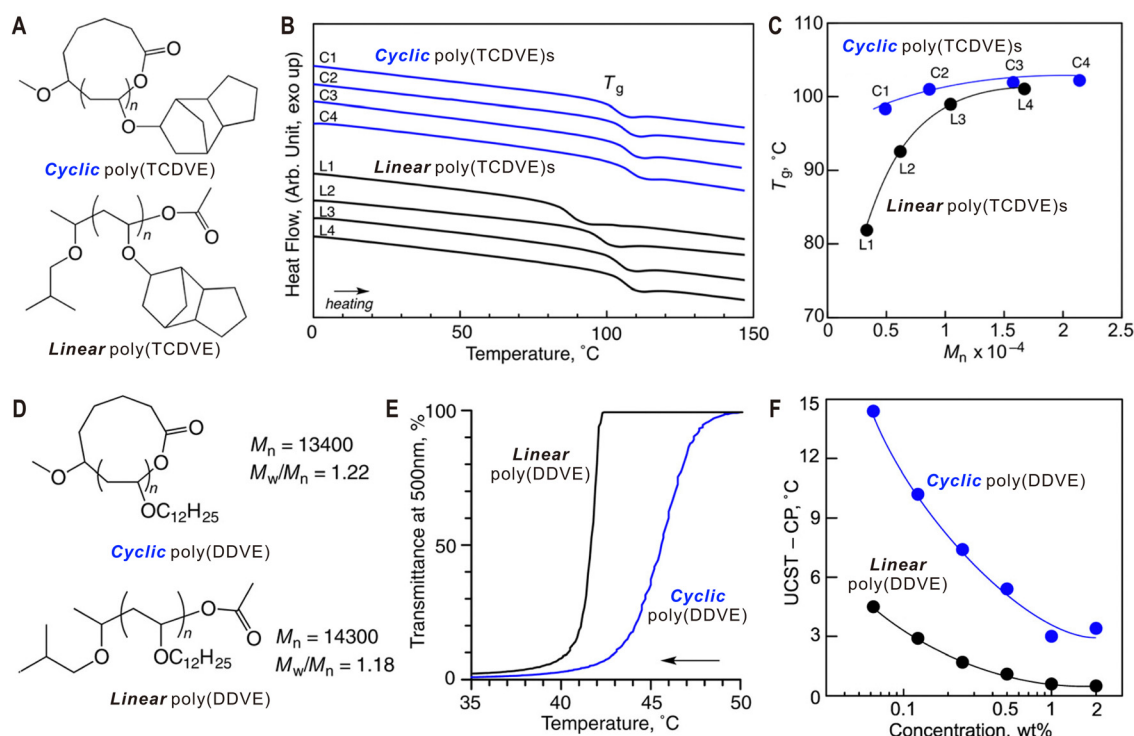 A
O
O
O
n
O
Cyclic poly(TCDVE)
O
n
O
O
O
Linear poly(TCDVE)
B
Heat Flow, (Arb. Unit, exo up)
C1
C2
C3
C4
Cyclic poly(TCDVE)s
Tg
Linear poly(TCDVE)s
L1
L2
L3
L4
heating
0 50 100 150
Temperature, ˚C
C
Tg, ˚C
110
100
90
80
70
Cyclic poly(TCDVE)s
C1 C2 C3 C4
L1 L2 L3 L4
Linear poly(TCDVE)s
0 0.5 1.0 1.5 2.0 2.5
Mn x 10-4
D
O
O
O
n
OC12H25
Mn = 13400
Mw/Mn = 1.22
Cyclic poly(DDVE)
O
n
O
O
OC12H25
Mn = 14300
Mw/Mn = 1.18
Linear poly(DDVE)
E
Transmittance at 500nm, %
100
50
0
Linear
poly(DDVE)
Cyclic
poly(DDVE)
35 40 45 50
Temperature, ˚C
F
UCST – CP, ˚C
15
12
9
6
3
0
Cyclic poly(DDVE)
Linear
poly(DDVE)
0.1 0.5 1 2
Concentration, wt%